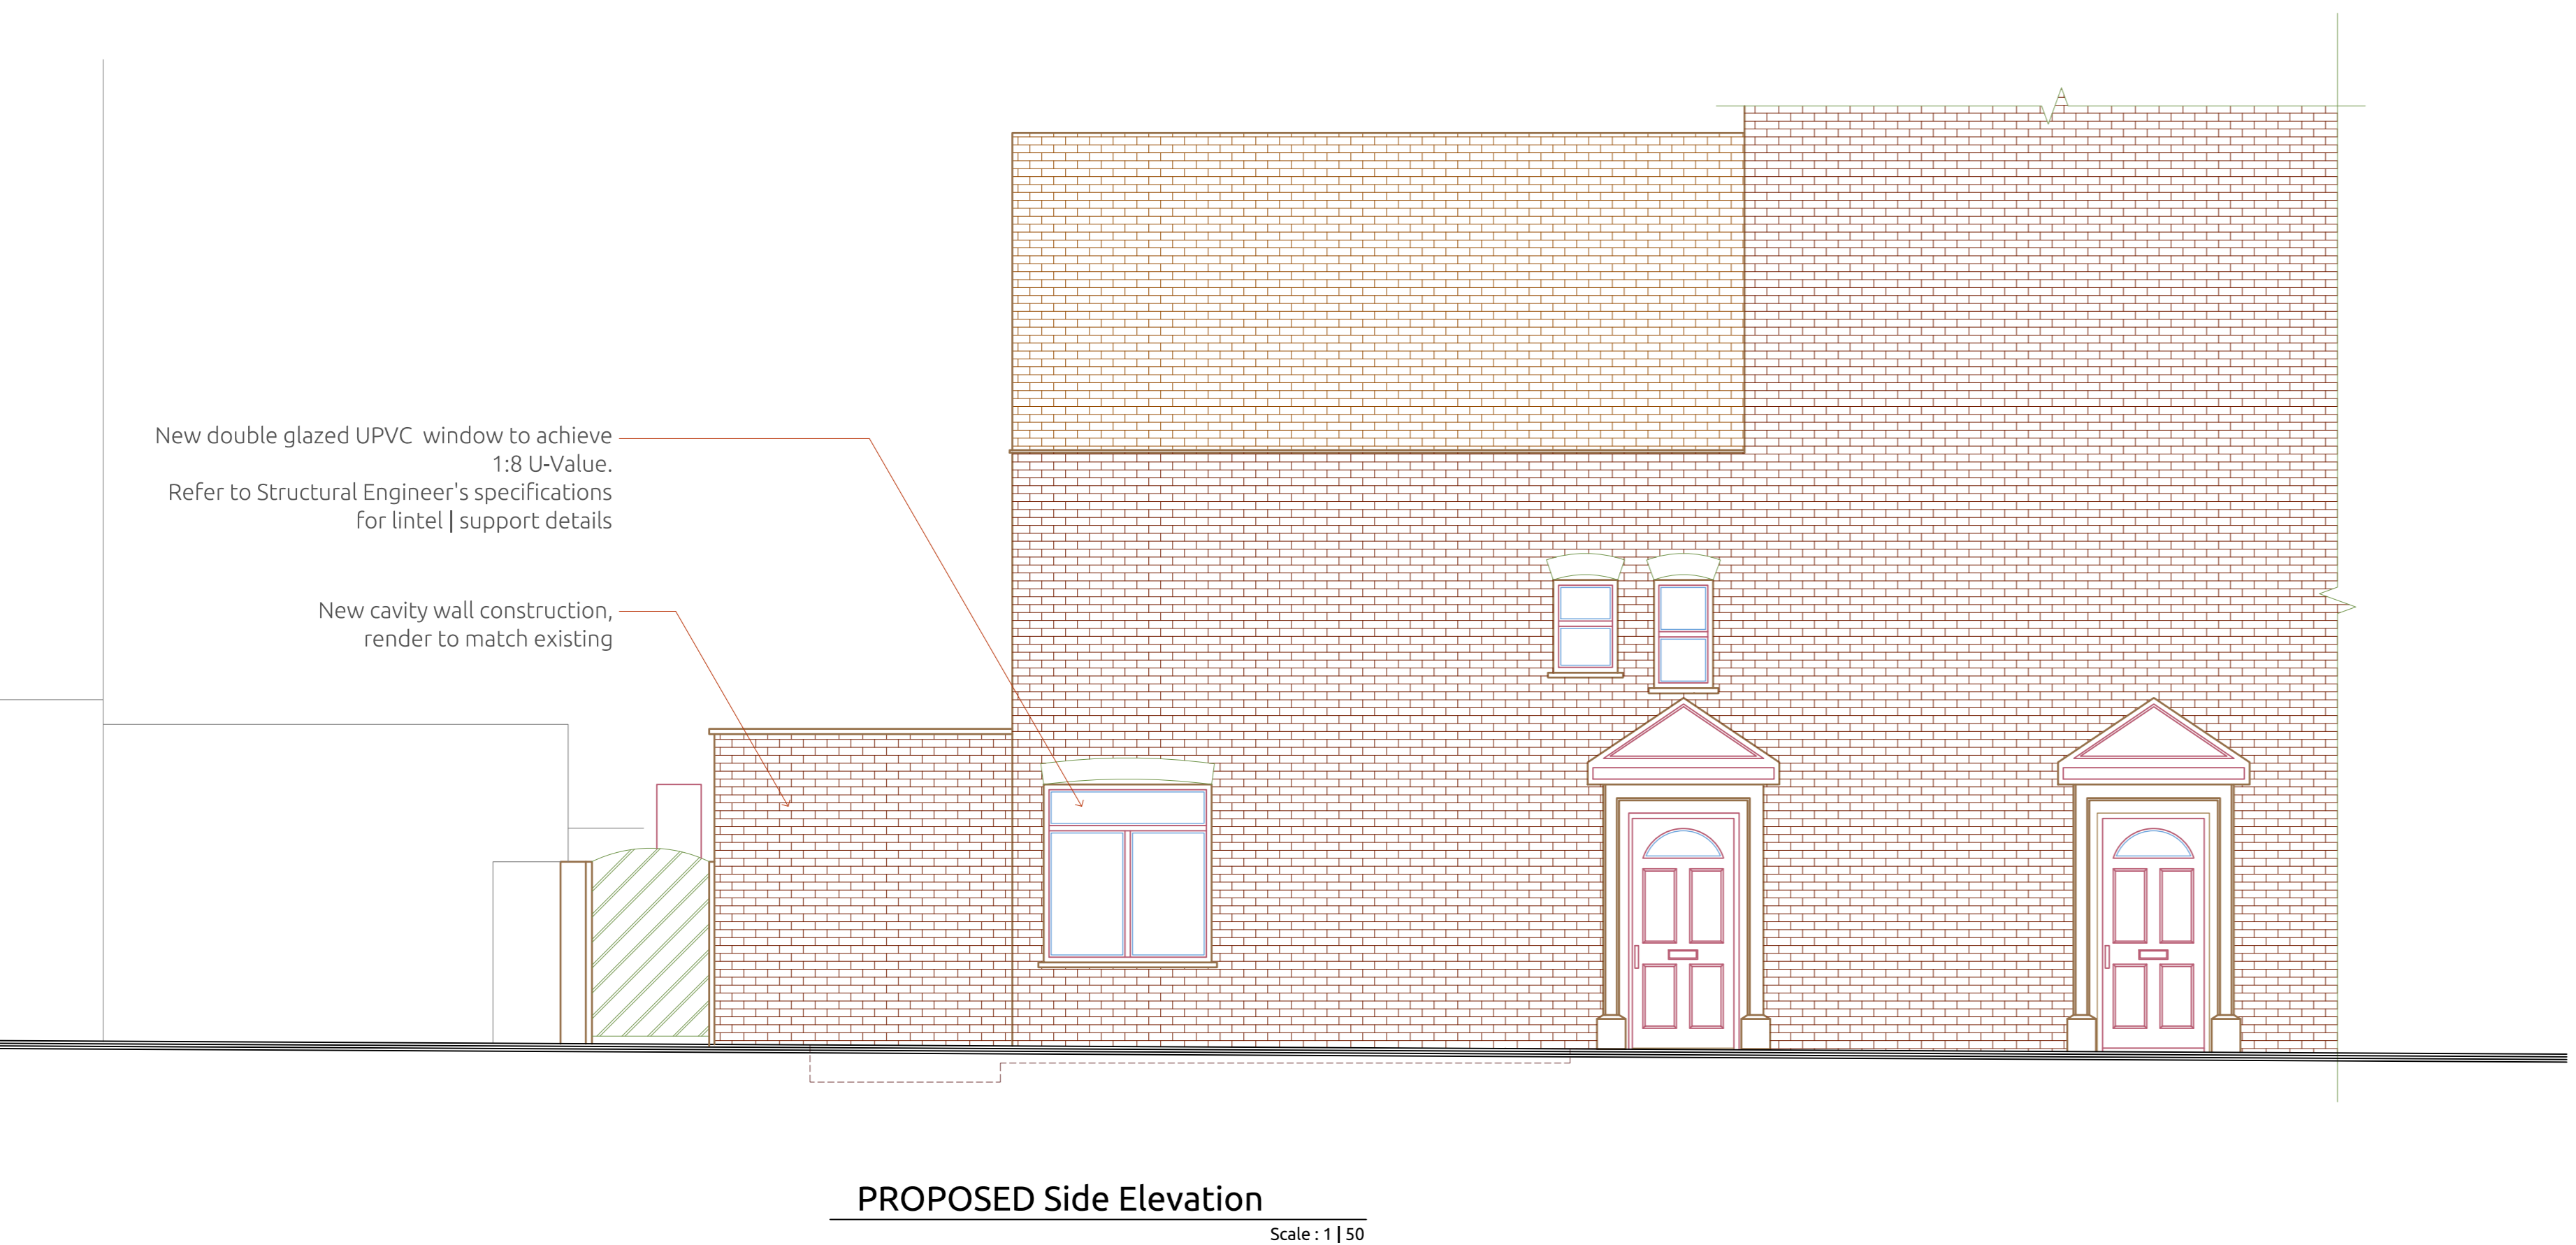 New double glazed UPVC window to achieve
1:8 U-Value.
Refer to Structural Engineer's specifications
for lintel | support details
New cavity wall construction,
render to match existing
PROPOSED Side Elevation
Scale : 1 | 50